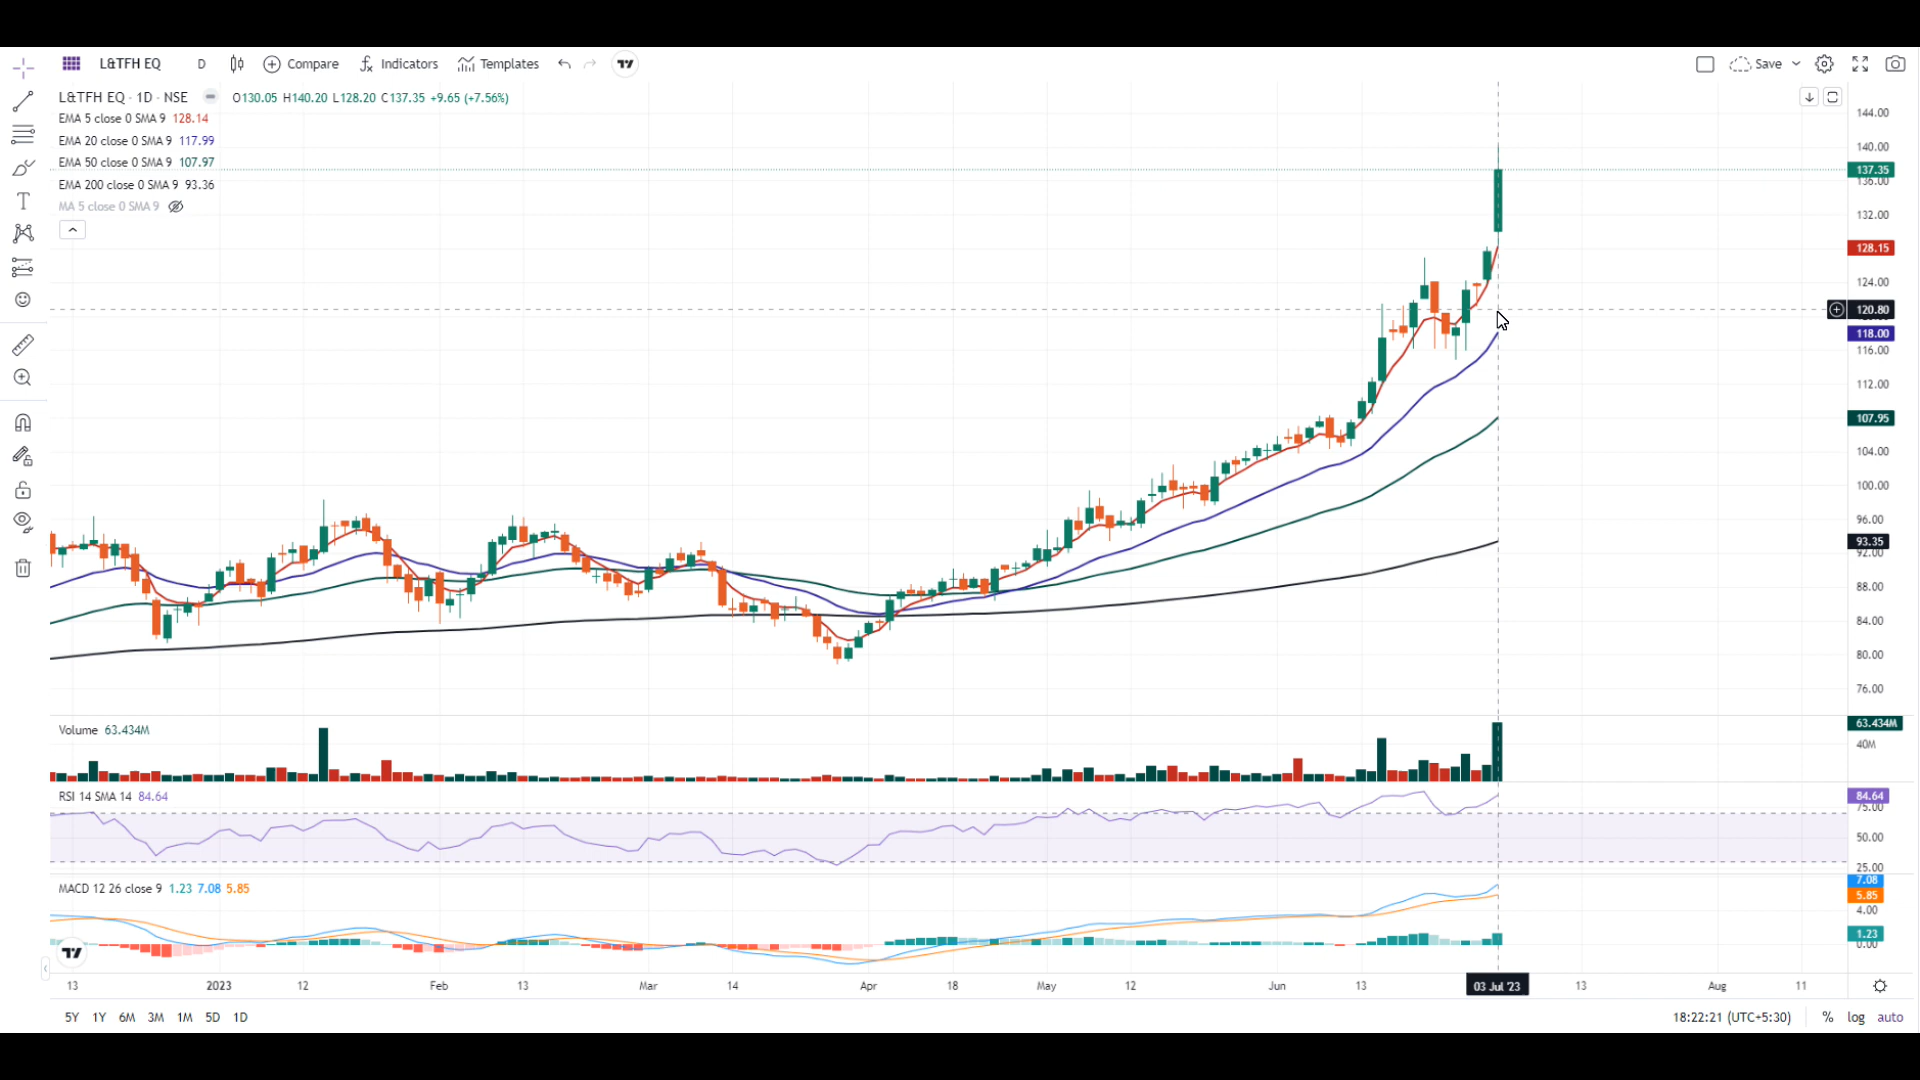 L&TFH EQ D Compare Indicators Templates Save
L&TFH EQ · 1D · NSE O130.05 H140.20 L128.20 C137.35 +9.65 (+7.56%)
EMA 5 close 0 SMA 9 128.14
EMA 20 close 0 SMA 9 117.99
EMA 50 close 0 SMA 9 107.97
EMA 200 close 0 SMA 9 93.36
MA 5 close 0 SMA 9
144.00
140.00
137.35
136.00
132.00
128.15
124.00
120.80
118.00
116.00
112.00
107.95
104.00
100.00
96.00
93.35
92.00
88.00
84.00
80.00
76.00
Volume 63.434M
63.434M
40M
RSI 14 SMA 14 84.64
84.64
75.00
50.00
25.00
MACD 12 26 close 9 1.23 7.08 5.85
7.08
5.85
4.00
1.23
0.00
13 2023 12 Feb 13 Mar 14 Apr 18 May 12 Jun 13 03 Jul '23 13 Aug 11
5Y 1Y 6M 3M 1M 5D 1D 18:22:21 (UTC+5:30) % log auto